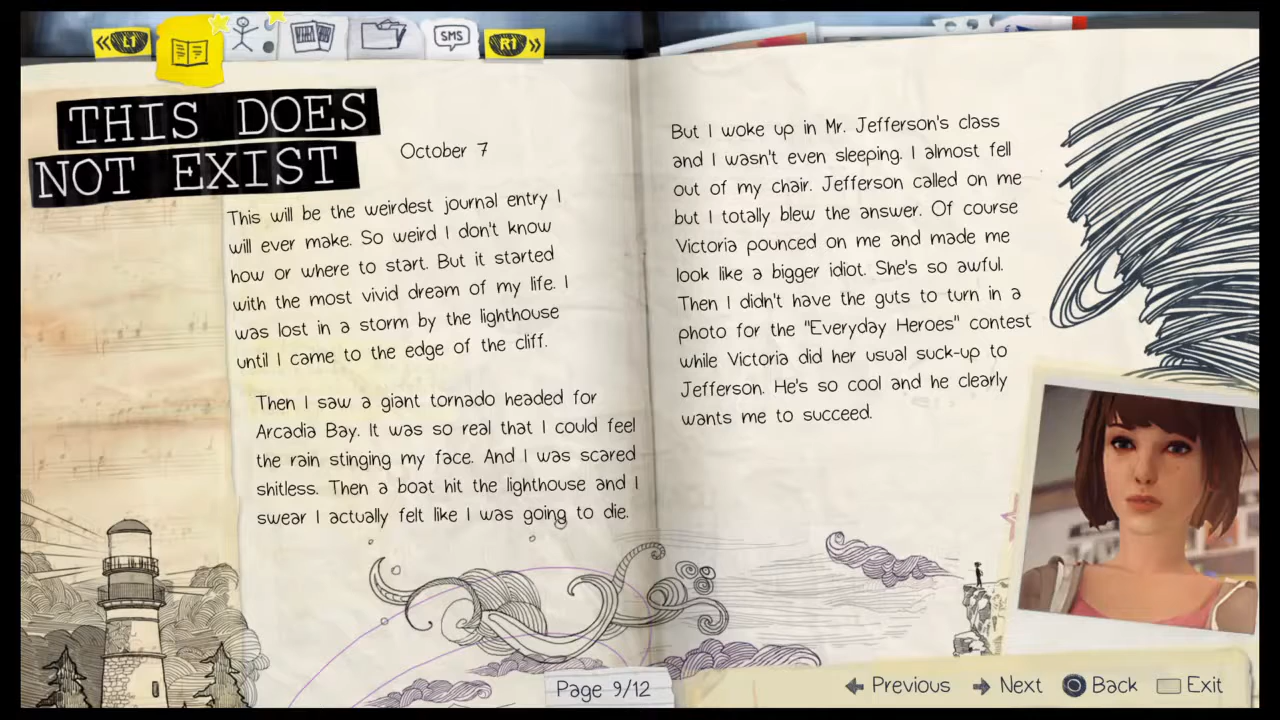 L1
SMS
R1
THIS DOES
NOT EXIST
October 7
This will be the weirdest journal entry I
will ever make. So weird I don't know
how or where to start. But it started
with the most vivid dream of my life. I
was lost in a storm by the lighthouse
until I came to the edge of the cliff.
Then I saw a giant tornado headed for
Arcadia Bay. It was so real that I could feel
the rain stinging my face. And I was scared
shitless. Then a boat hit the lighthouse and I
swear I actually felt like I was going to die.
But I woke up in Mr. Jefferson's class
and I wasn't even sleeping. I almost fell
out of my chair. Jefferson called on me
but I totally blew the answer. Of course
Victoria pounced on me and made me
look like a bigger idiot. She's so awful.
Then I didn't have the guts to turn in a
photo for the "Everyday Heroes" contest
while Victoria did her usual suck-up to
Jefferson. He's so cool and he clearly
wants me to succeed.
Page 9/12
Previous Next Back Exit